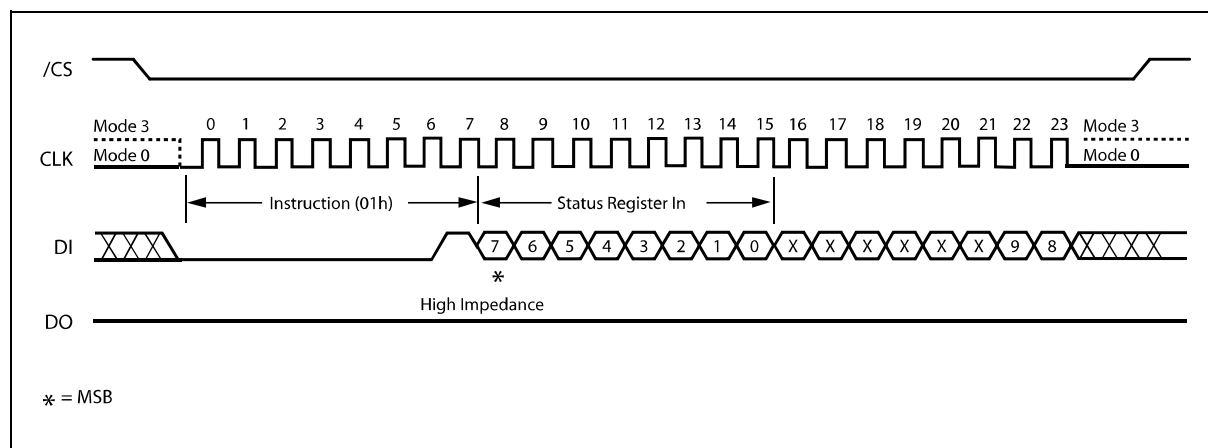 /CS
Mode 3 0 1 2 3 4 5 6 7 8 9 10 11 12 13 14 15 16 17 18 19 20 21 22 23 Mode 3
CLK Mode 0 Mode 0
Instruction (01h) Status Register In
DI 7 6 5 4 3 2 1 0 X X X X X X 9 8
*
High Impedance
DO
* = MSB